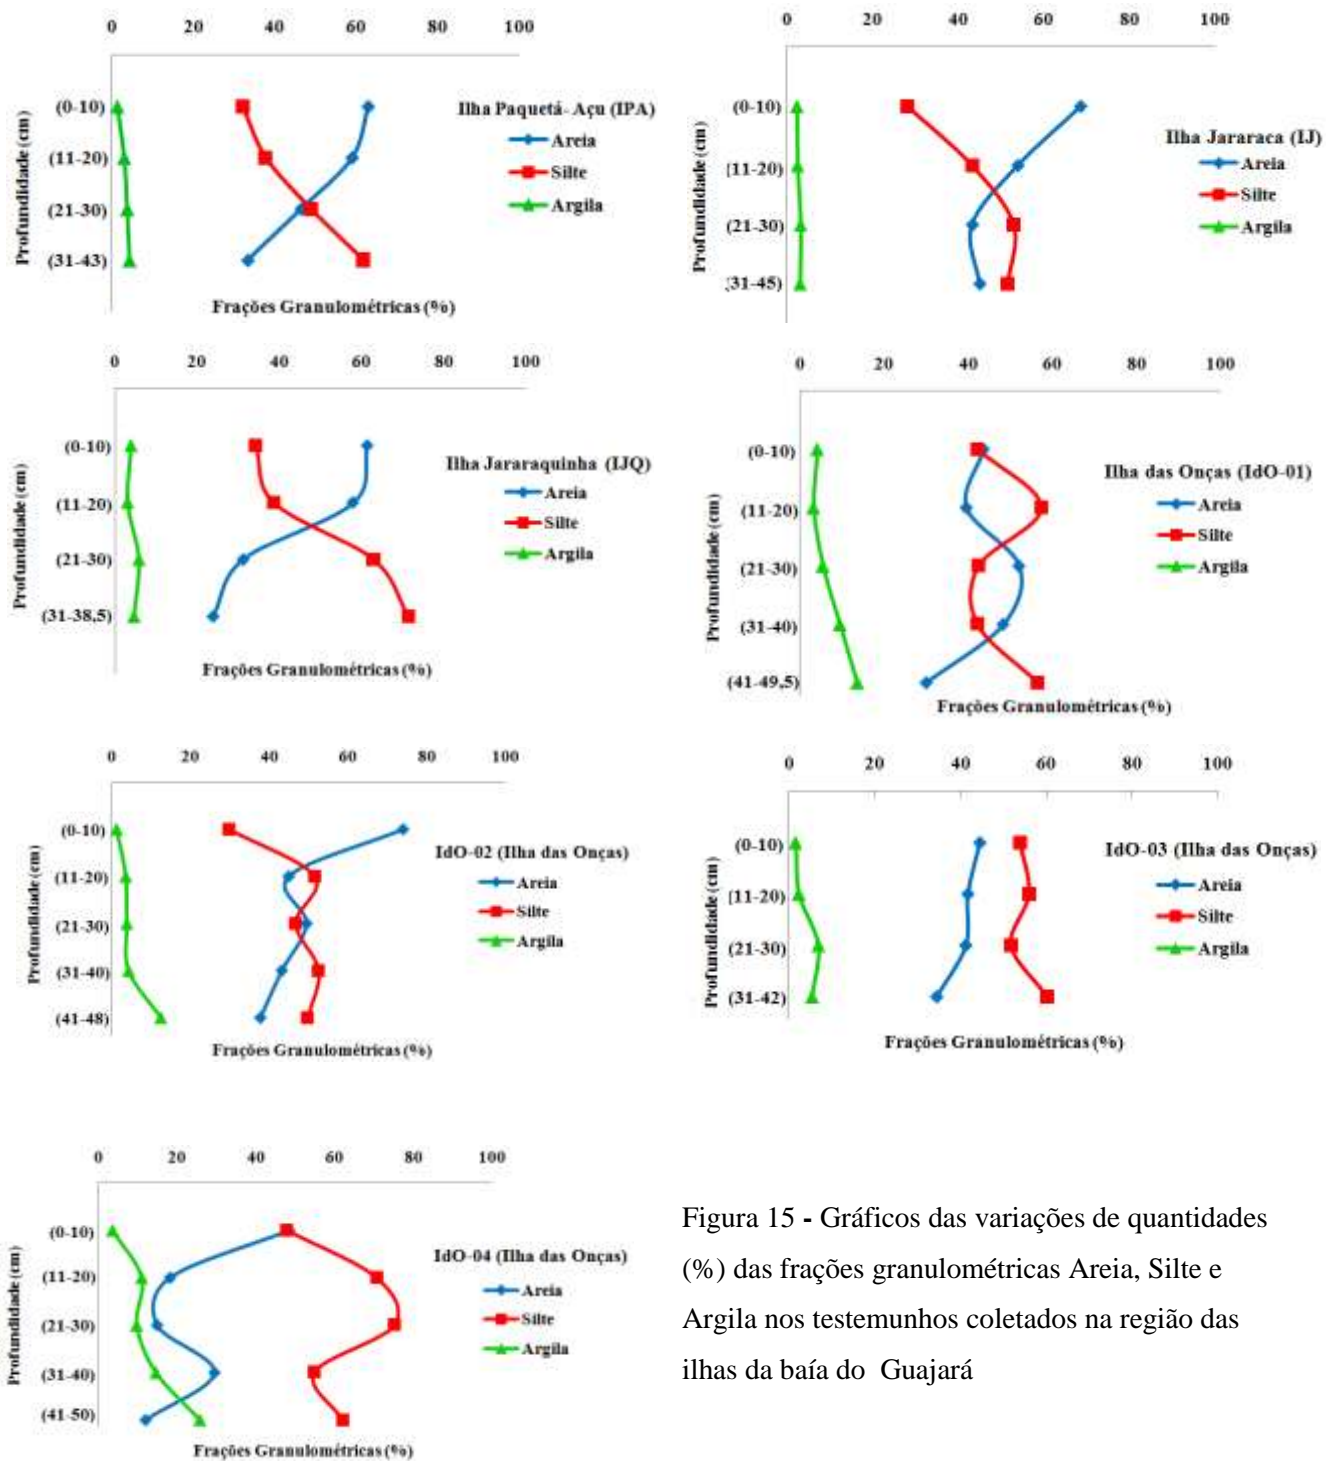 0 20 40 60 80 100
Profundidade (cm)
(0-10)
(11-20)
(21-30)
(31-43)
Ilha Paquetá- Açu (IPA)
Areia
Silte
Argila
Frações Granulométricas (%)
0 20 40 60 80 100
Profundidade (cm)
(0-10)
(11-20)
(21-30)
(31-45)
Ilha Jararaca (IJ)
Areia
Silte
Argila
0 20 40 60 80 100
Profundidade (cm)
(0-10)
(11-20)
(21-30)
(31-38,5)
Ilha Jararaquinha (IJQ)
Areia
Silte
Argila
Frações Granulométricas (%)
0 20 40 60 80 100
Profundidade (cm)
(0-10)
(11-20)
(21-30)
(31-40)
(41-49,5)
Ilha das Onças (IdO-01)
Areia
Silte
Argila
Frações Granulométricas (%)
0 20 40 60 80 100
Profundidade (cm)
(0-10)
(11-20)
(21-30)
(31-40)
(41-48)
IdO-02 (Ilha das Onças)
Areia
Silte
Argila
Frações Granulométricas (%)
0 20 40 60 80 100
Profundidade (cm)
(0-10)
(11-20)
(21-30)
(31-42)
IdO-03 (Ilha das Onças)
Areia
Silte
Argila
Frações Granulométricas (%)
0 20 40 60 80 100
Profundidade (cm)
(0-10)
(11-20)
(21-30)
(31-40)
(41-50)
IdO-04 (Ilha das Onças)
Areia
Silte
Argila
Frações Granulométricas (%)
Figura 15 - Gráficos das variações de quantidades
(%) das frações granulométricas Areia, Silte e
Argila nos testemunhos coletados na região das
ilhas da baía do Guajará